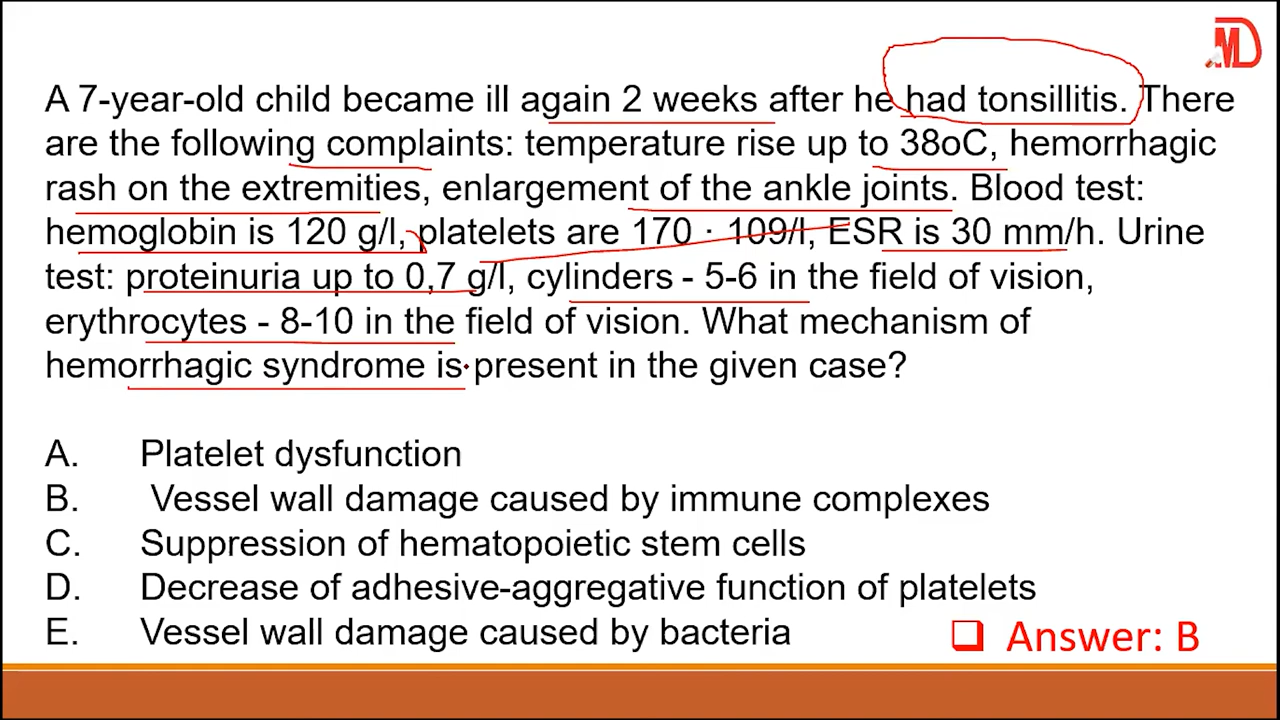 MD
A 7-year-old child became ill again 2 weeks after he had tonsillitis. There
are the following complaints: temperature rise up to 38oC, hemorrhagic
rash on the extremities, enlargement of the ankle joints. Blood test:
hemoglobin is 120 g/l, platelets are 170 · 109/l, ESR is 30 mm/h. Urine
test: proteinuria up to 0,7 g/l, cylinders - 5-6 in the field of vision,
erythrocytes - 8-10 in the field of vision. What mechanism of
hemorrhagic syndrome is present in the given case?
A. Platelet dysfunction
B. Vessel wall damage caused by immune complexes
C. Suppression of hematopoietic stem cells
D. Decrease of adhesive-aggregative function of platelets
E. Vessel wall damage caused by bacteria
❑ Answer: B